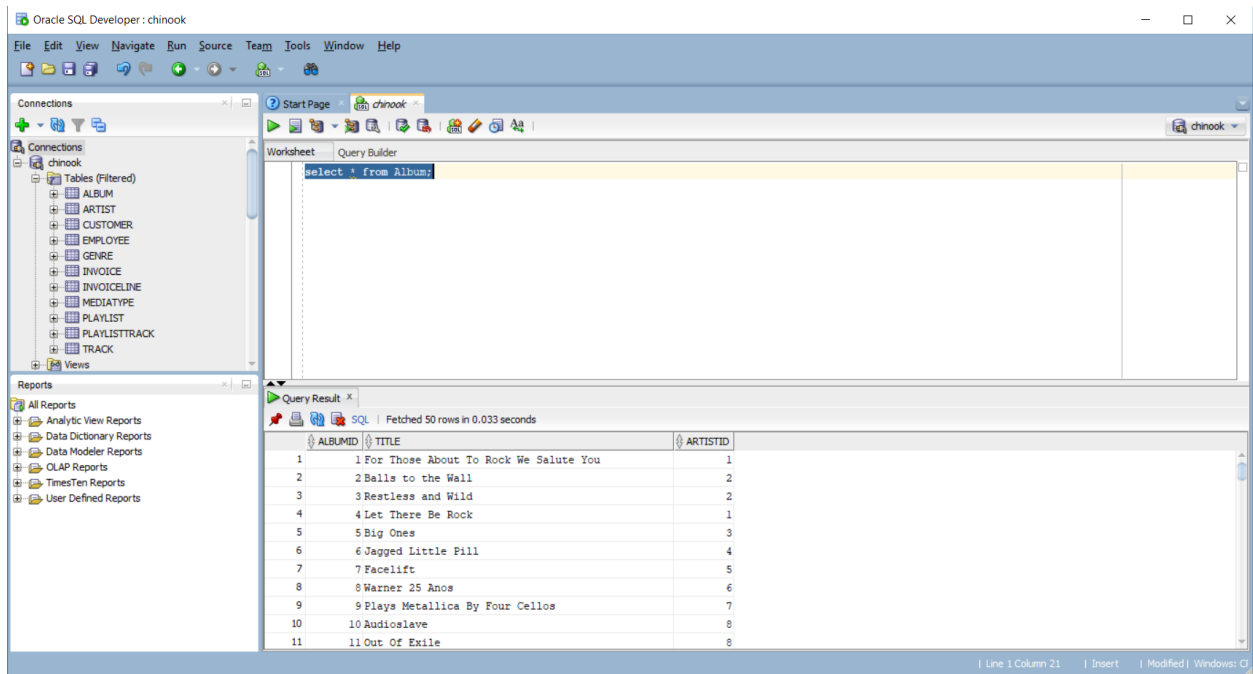 Oracle SQL Developer : chinook
File Edit View Navigate Run Source Team Tools Window Help
Connections
Connections
chinook
Tables (Filtered)
ALBUM
ARTIST
CUSTOMER
EMPLOYEE
GENRE
INVOICE
INVOICELINE
MEDIATYPE
PLAYLIST
PLAYLISTTRACK
TRACK
Views
Reports
All Reports
Analytic View Reports
Data Dictionary Reports
Data Modeler Reports
OLAP Reports
TimesTen Reports
User Defined Reports
Start Page chinook
chinook
Worksheet Query Builder
select * from Album;
Query Result
SQL | Fetched 50 rows in 0.033 seconds
ALBUMID TITLE ARTISTID
1 1 For Those About To Rock We Salute You 1
2 2 Balls to the Wall 2
3 3 Restless and Wild 2
4 4 Let There Be Rock 1
5 5 Big Ones 3
6 6 Jagged Little Pill 4
7 7 Facelift 5
8 8 Warner 25 Anos 6
9 9 Plays Metallica By Four Cellos 7
10 10 Audioslave 8
11 11 Out Of Exile 8
| Line 1 Column 21 | Insert | Modified | Windows: C